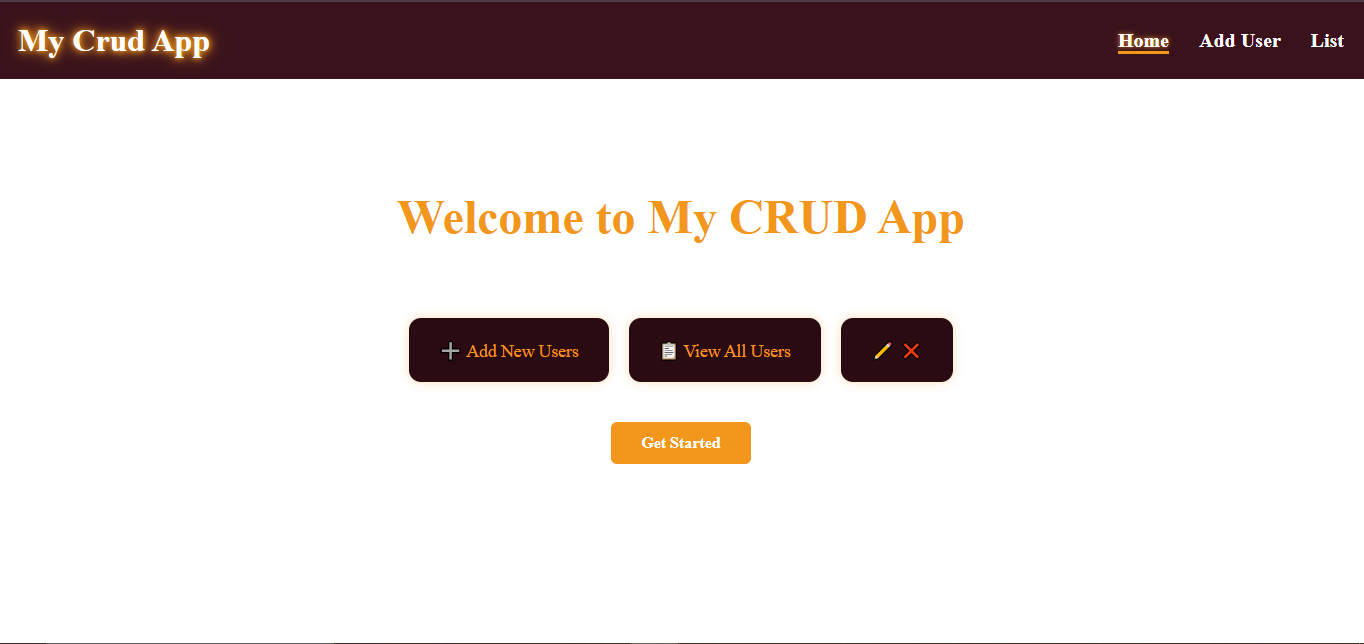 My Crud App
Home Add User List
Welcome to My CRUD App
➕ Add New Users
📋 View All Users
✏️ ❌
Get Started